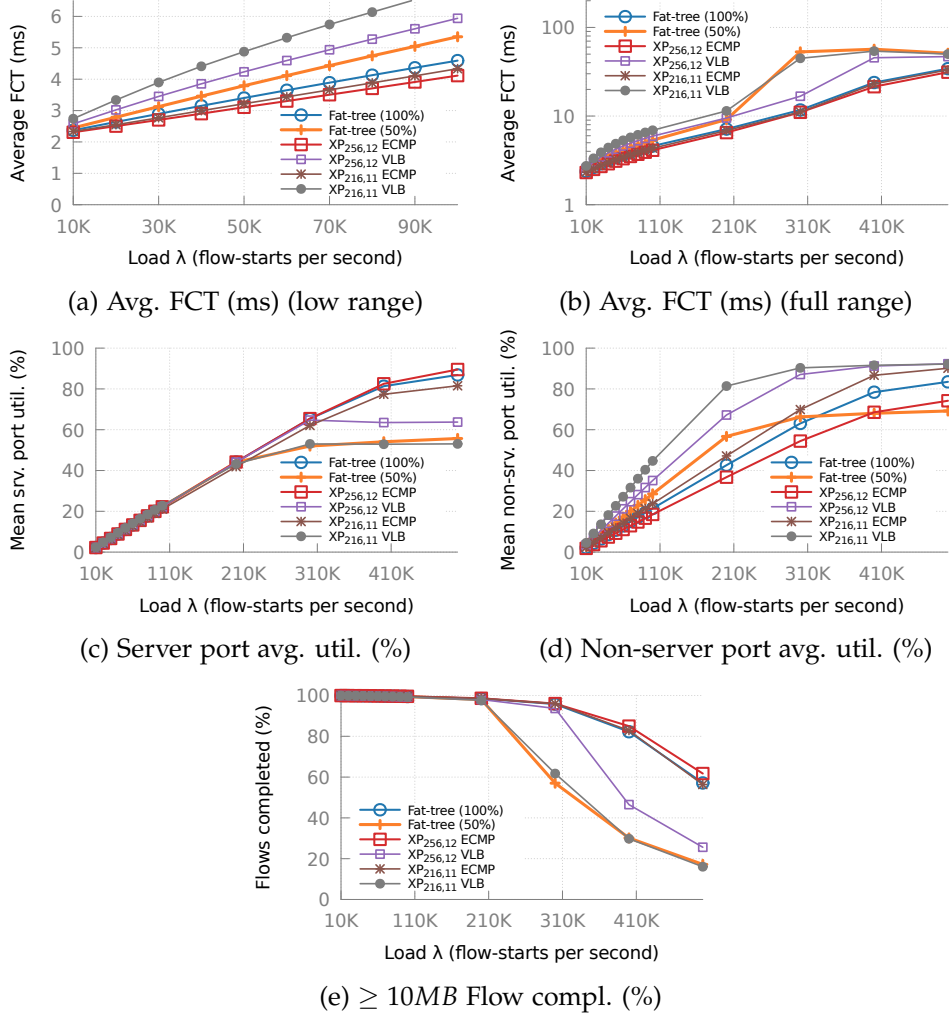 Average FCT (ms)
6
5
4
3
2
1
0
10K 30K 50K 70K 90K
Load λ (flow-starts per second)
Fat-tree (100%)
Fat-tree (50%)
XP256,12 ECMP
XP256,12 VLB
XP216,11 ECMP
XP216,11 VLB
(a) Avg. FCT (ms) (low range)
Average FCT (ms)
100
10
1
10K 110K 210K 310K 410K
Load λ (flow-starts per second)
Fat-tree (100%)
Fat-tree (50%)
XP256,12 ECMP
XP256,12 VLB
XP216,11 ECMP
XP216,11 VLB
(b) Avg. FCT (ms) (full range)
Mean srv. port util. (%)
100
80
60
40
20
0
10K 110K 210K 310K 410K
Load λ (flow-starts per second)
Fat-tree (100%)
Fat-tree (50%)
XP256,12 ECMP
XP256,12 VLB
XP216,11 ECMP
XP216,11 VLB
(c) Server port avg. util. (%)
Mean non-srv. port util. (%)
100
80
60
40
20
0
10K 110K 210K 310K 410K
Load λ (flow-starts per second)
Fat-tree (100%)
Fat-tree (50%)
XP256,12 ECMP
XP256,12 VLB
XP216,11 ECMP
XP216,11 VLB
(d) Non-server port avg. util. (%)
Flows completed (%)
100
80
60
40
20
0
10K 110K 210K 310K 410K
Load λ (flow-starts per second)
Fat-tree (100%)
Fat-tree (50%)
XP256,12 ECMP
XP256,12 VLB
XP216,11 ECMP
XP216,11 VLB
(e) ≥ 10MB Flow compl. (%)